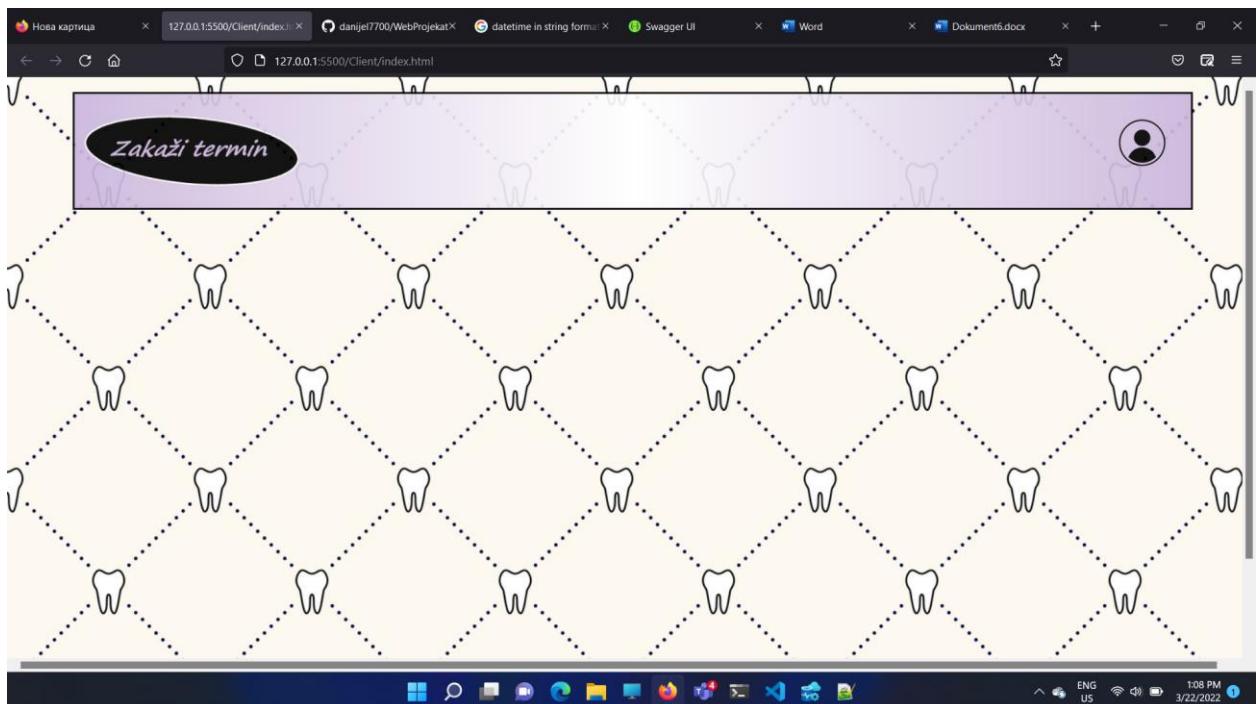 Нова картица
127.0.0.1:5500/Client/index.h
danijel7700/WebProjekat
datetime in string format
Swagger UI
Word
Dokument6.docx
127.0.0.1:5500/Client/index.html
Zakaži termin
ENG
US
1:08 PM
3/22/2022
1
4